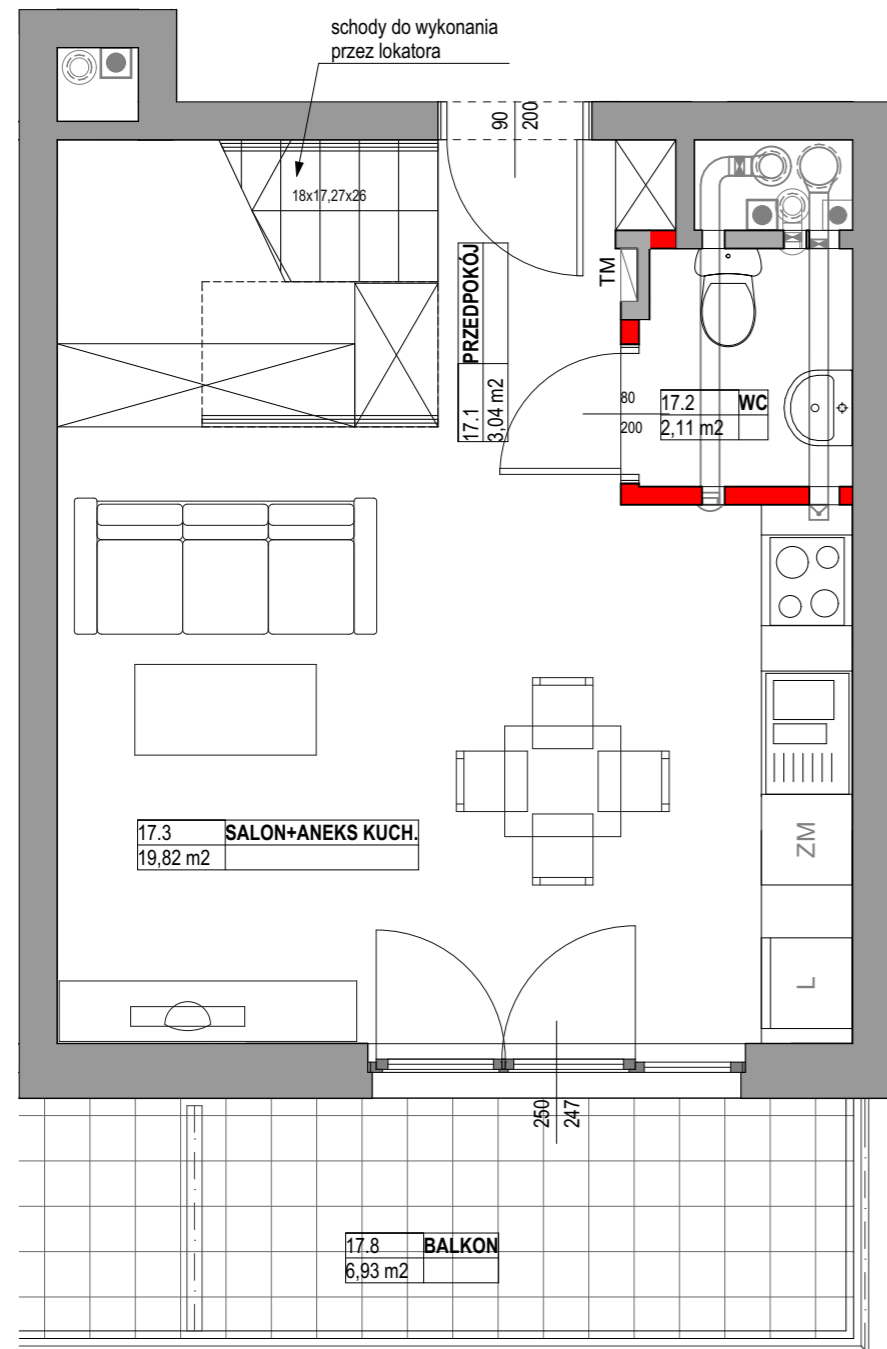 schody do wykonania
przez lokatora
90
200
18x17,27x26
PRZEDPOKÓJ
17.1
3,04 m2
TM
80
200
17.2 WC
2,11 m2
17.3 SALON+ANEKS KUCH.
19,82 m2
ZM
L
250
247
17.8 BALKON
6,93 m2